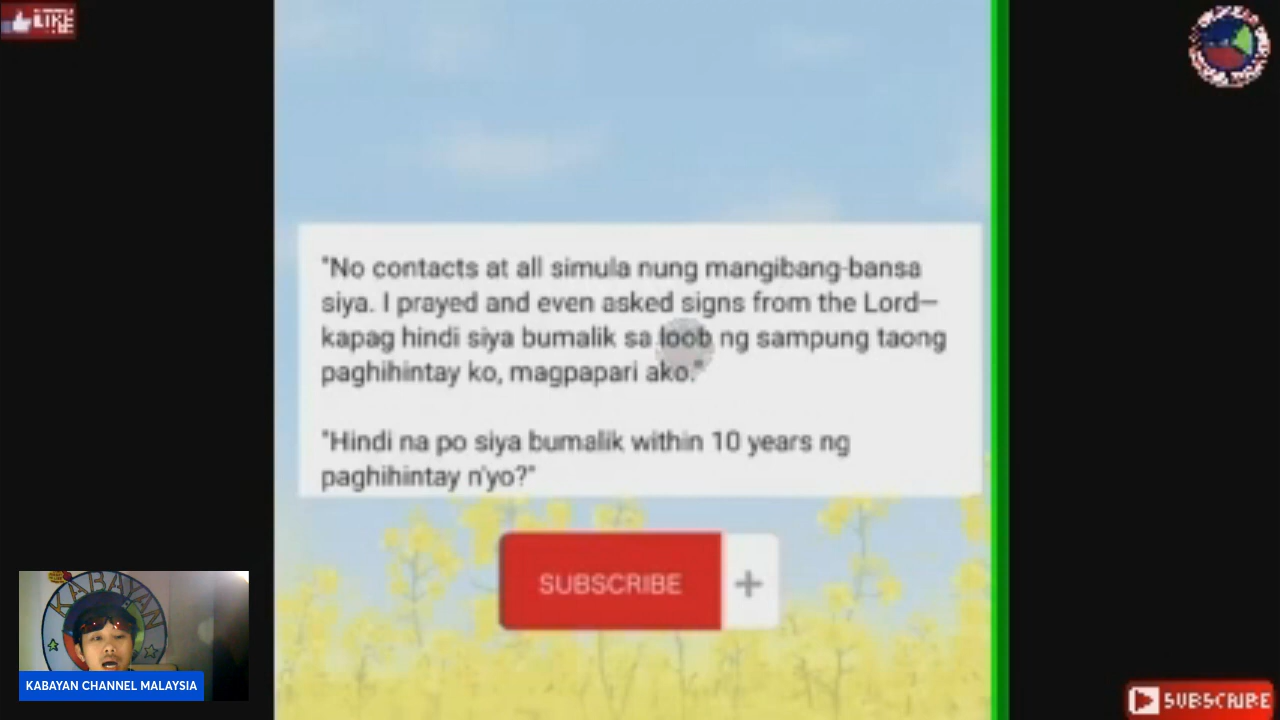 LIKE
"No contacts at all simula nung mangibang-bansa
siya. I prayed and even asked signs from the Lord—
kapag hindi siya bumalik sa loob ng sampung taong
paghihintay ko, magpapari ako."
"Hindi na po siya bumalik within 10 years ng
paghihintay n'yo?"
SUBSCRIBE +
KABAYAN
KABAYAN CHANNEL MALAYSIA
SUBSCRIBE